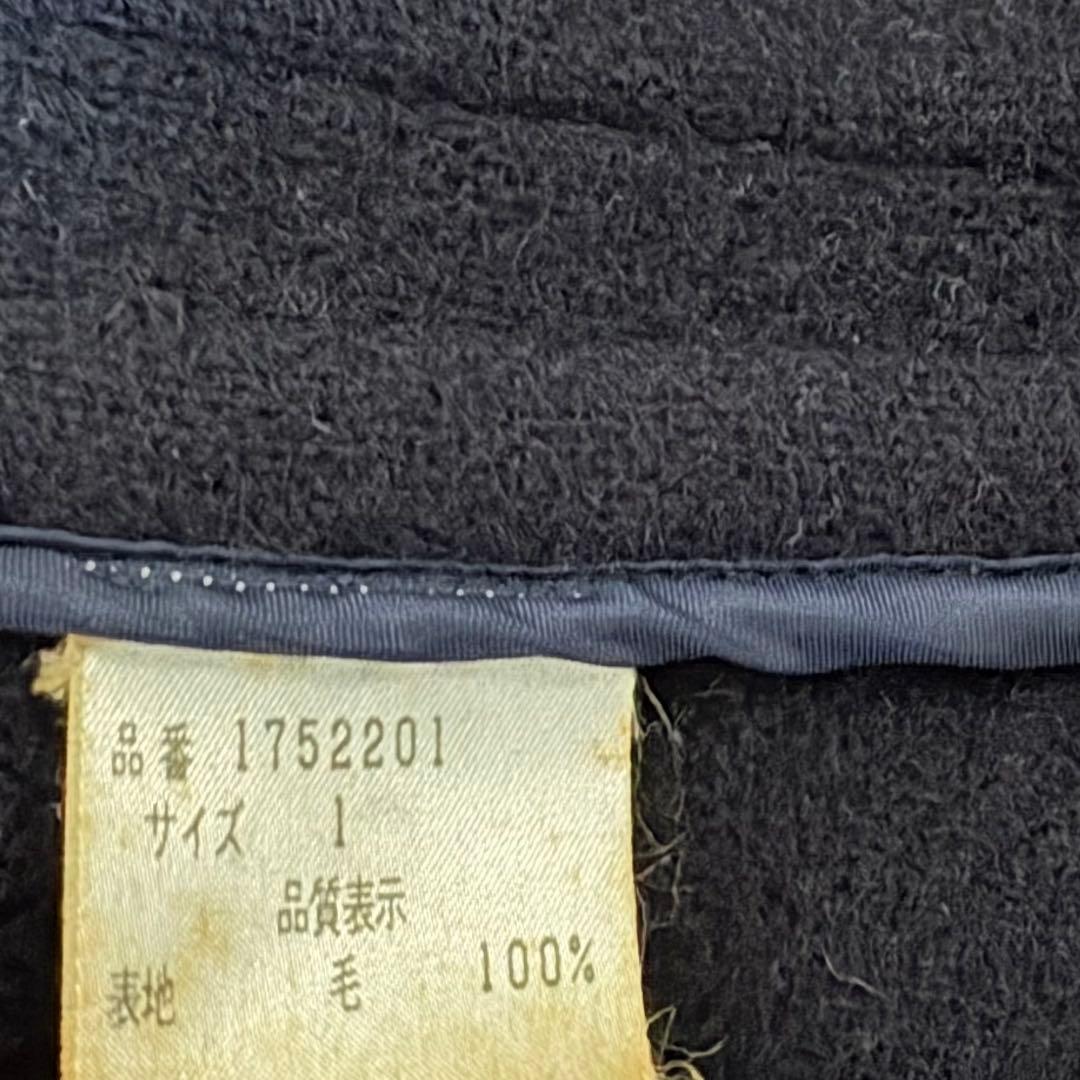 品番 1752201
サイズ 1
品質表示
表地 毛 100%